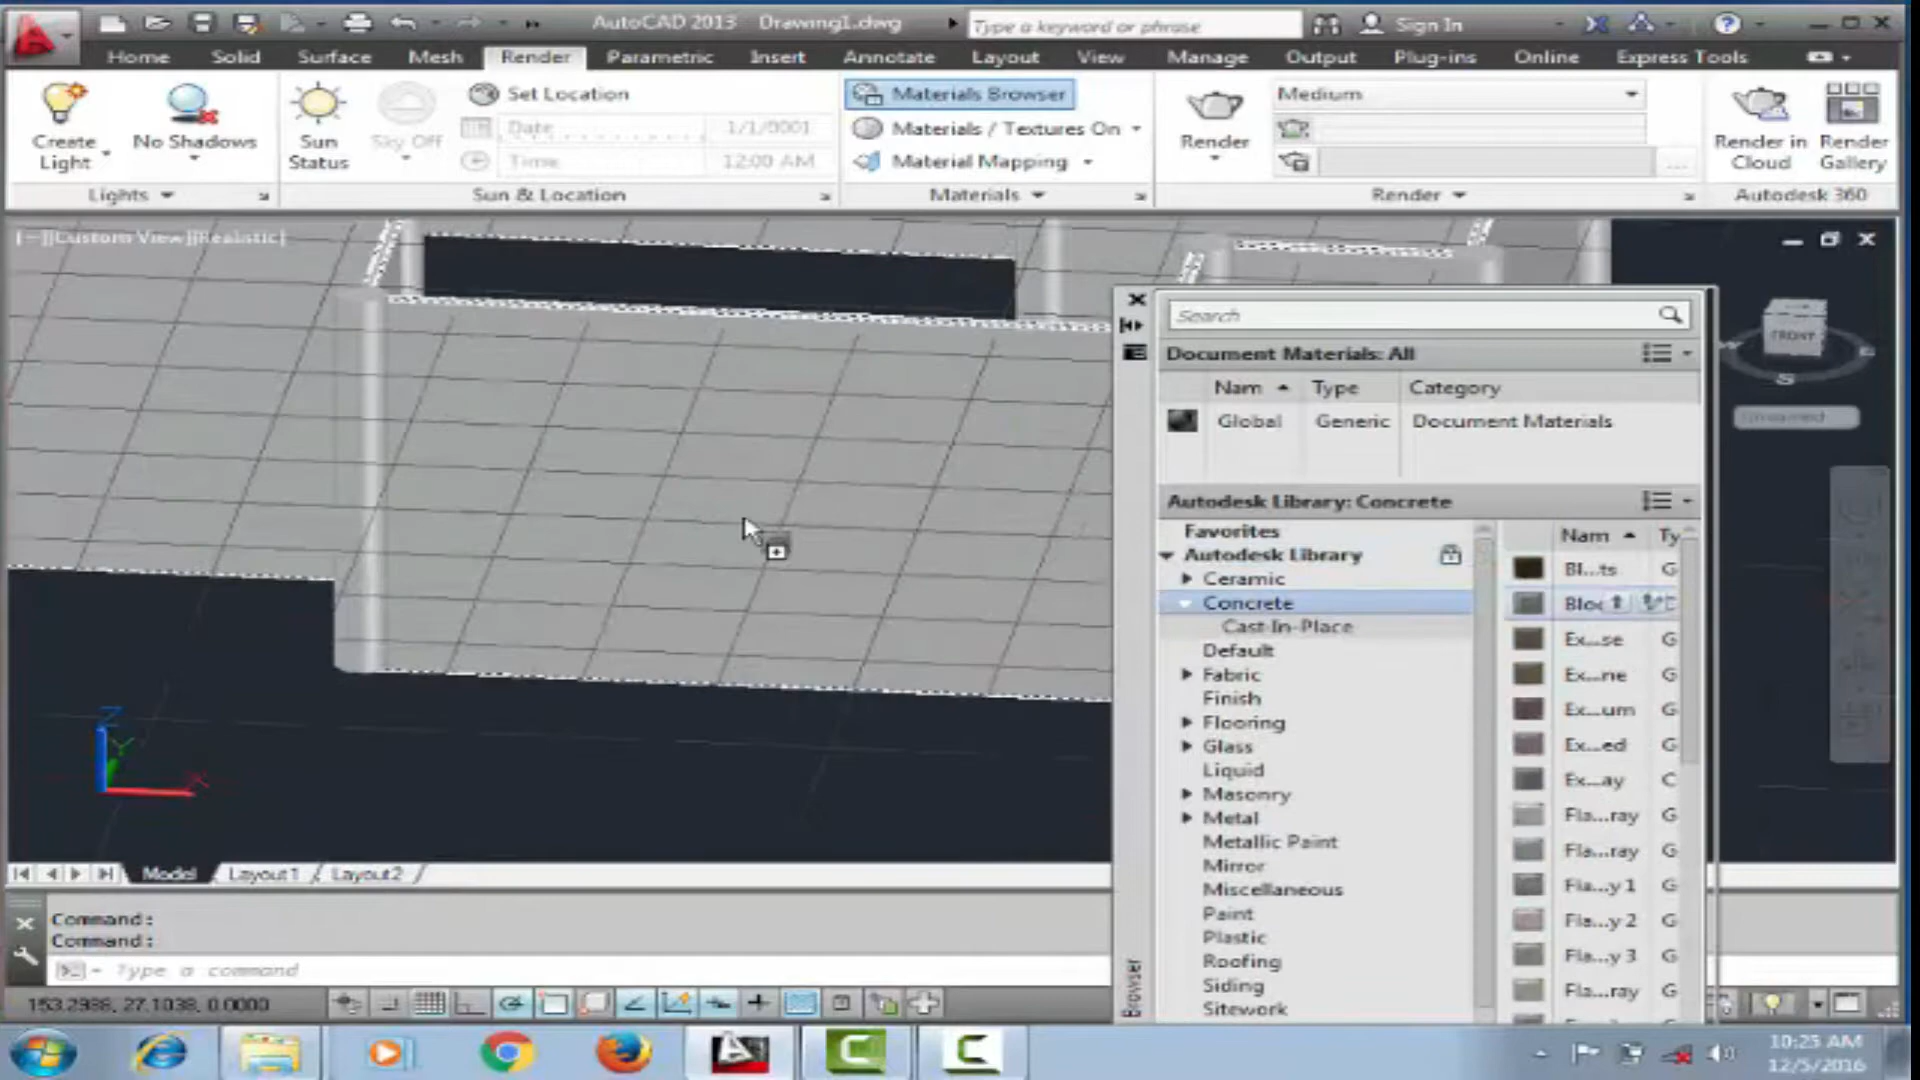 AutoCAD 2013 Drawing1.dwg
Type a keyword or phrase
Sign In
Home Solid Surface Mesh Render Parametric Insert Annotate Layout View Manage Output Plug-ins Online Express Tools
Create Light
No Shadows
Sun Status
Sky Off
Set Location
Date 1/1/0001
Time 12:00 AM
Materials Browser
Materials / Textures On
Material Mapping
Render
Medium
Render in Cloud
Render Gallery
Lights
Sun & Location
Materials
Render
Autodesk 360
[−][Custom View][Realistic]
FRONT
S
Unnamed
Z
Y
X
Search
Document Materials: All
Nam Type Category
Global Generic Document Materials
Autodesk Library: Concrete
Favorites
Autodesk Library
Ceramic
Concrete
Cast-In-Place
Default
Fabric
Finish
Flooring
Glass
Liquid
Masonry
Metal
Metallic Paint
Mirror
Miscellaneous
Paint
Plastic
Roofing
Siding
Sitework
Nam Ty
Bl...ts G
Bloc
Ex...se G
Ex...ne G
Ex...um G
Ex...ed G
Ex...ay C
Fla...ray G
Fla...ray G
Fla...y 1 G
Fla...y 2 G
Fla...y 3 G
Fla...ray G
Browser
Model Layout1 Layout2
Command:
Command:
Type a command
153.2988, 27.1038, 0.0000
10:25 AM
12/5/2016